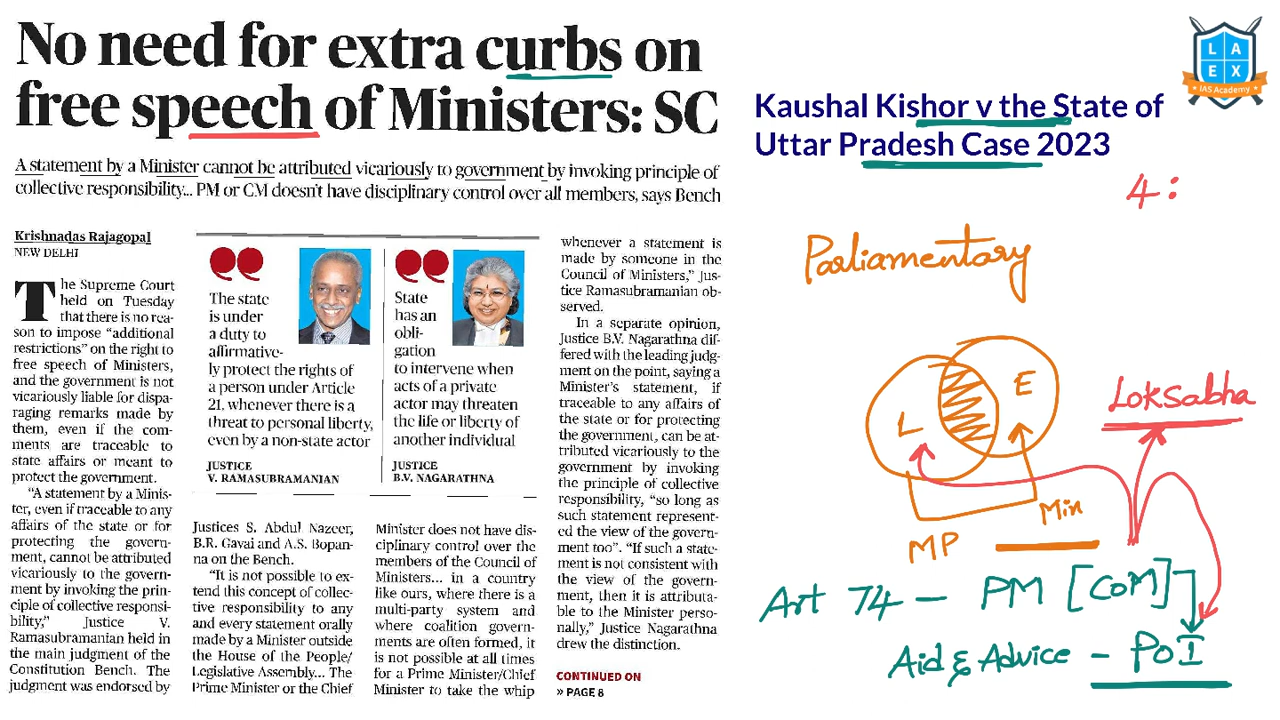 No need for extra curbs on
free speech of Ministers: SC
A statement by a Minister cannot be attributed vicariously to government by invoking principle of
collective responsibility... PM or CM doesn't have disciplinary control over all members, says Bench
Krishnadas Rajagopal
NEW DELHI
The Supreme Court
held on Tuesday
that there is no rea-
son to impose “additional
restrictions” on the right to
free speech of Ministers,
and the government is not
vicariously liable for dispa-
raging remarks made by
them, even if the com-
ments are traceable to
state affairs or meant to
protect the government.
“A statement by a Minis-
ter, even if traceable to any
affairs of the state or for
protecting the govern-
ment, cannot be attributed
vicariously to the govern-
ment by invoking the prin-
ciple of collective responsi-
bility,” Justice V.
Ramasubramanian held in
the main judgment of the
Constitution Bench. The
judgment was endorsed by
The state
is under
a duty to
affirmative-
ly protect the rights of
a person under Article
21, whenever there is a
threat to personal liberty,
even by a non-state actor
JUSTICE
V. RAMASUBRAMANIAN
State
has an
obli-
gation
to intervene when
acts of a private
actor may threaten
the life or liberty of
another individual
JUSTICE
B.V. NAGARATHNA
Justices S. Abdul Nazeer,
B.R. Gavai and A.S. Bopan-
na on the Bench.
“It is not possible to ex-
tend this concept of collec-
tive responsibility to any
and every statement orally
made by a Minister outside
the House of the People/
Legislative Assembly... The
Prime Minister or the Chief
Minister does not have dis-
ciplinary control over the
members of the Council of
Ministers... in a country
like ours, where there is a
multi-party system and
where coalition govern-
ments are often formed, it
is not possible at all times
for a Prime Minister/Chief
Minister to take the whip
whenever a statement is
made by someone in the
Council of Ministers,” Jus-
tice Ramasubramanian ob-
served.
In a separate opinion,
Justice B.V. Nagarathna dif-
fered with the leading judg-
ment on the point, saying a
Minister's statement, if
traceable to any affairs of
the state or for protecting
the government, can be at-
tributed vicariously to the
government by invoking
the principle of collective
responsibility, “so long as
such statement represent-
ed the view of the govern-
ment too”. “If such a state-
ment is not consistent with
the view of the govern-
ment, then it is attributa-
ble to the Minister perso-
nally,” Justice Nagarathna
drew the distinction.
CONTINUED ON
» PAGE 8
LA
EX
IAS Academy
Kaushal Kishor v the State of
Uttar Pradesh Case 2023
4:
Parliamentary
L E
Loksabha
MP Min
Art 74 - PM [CoM]
Aid & Advice - PoI